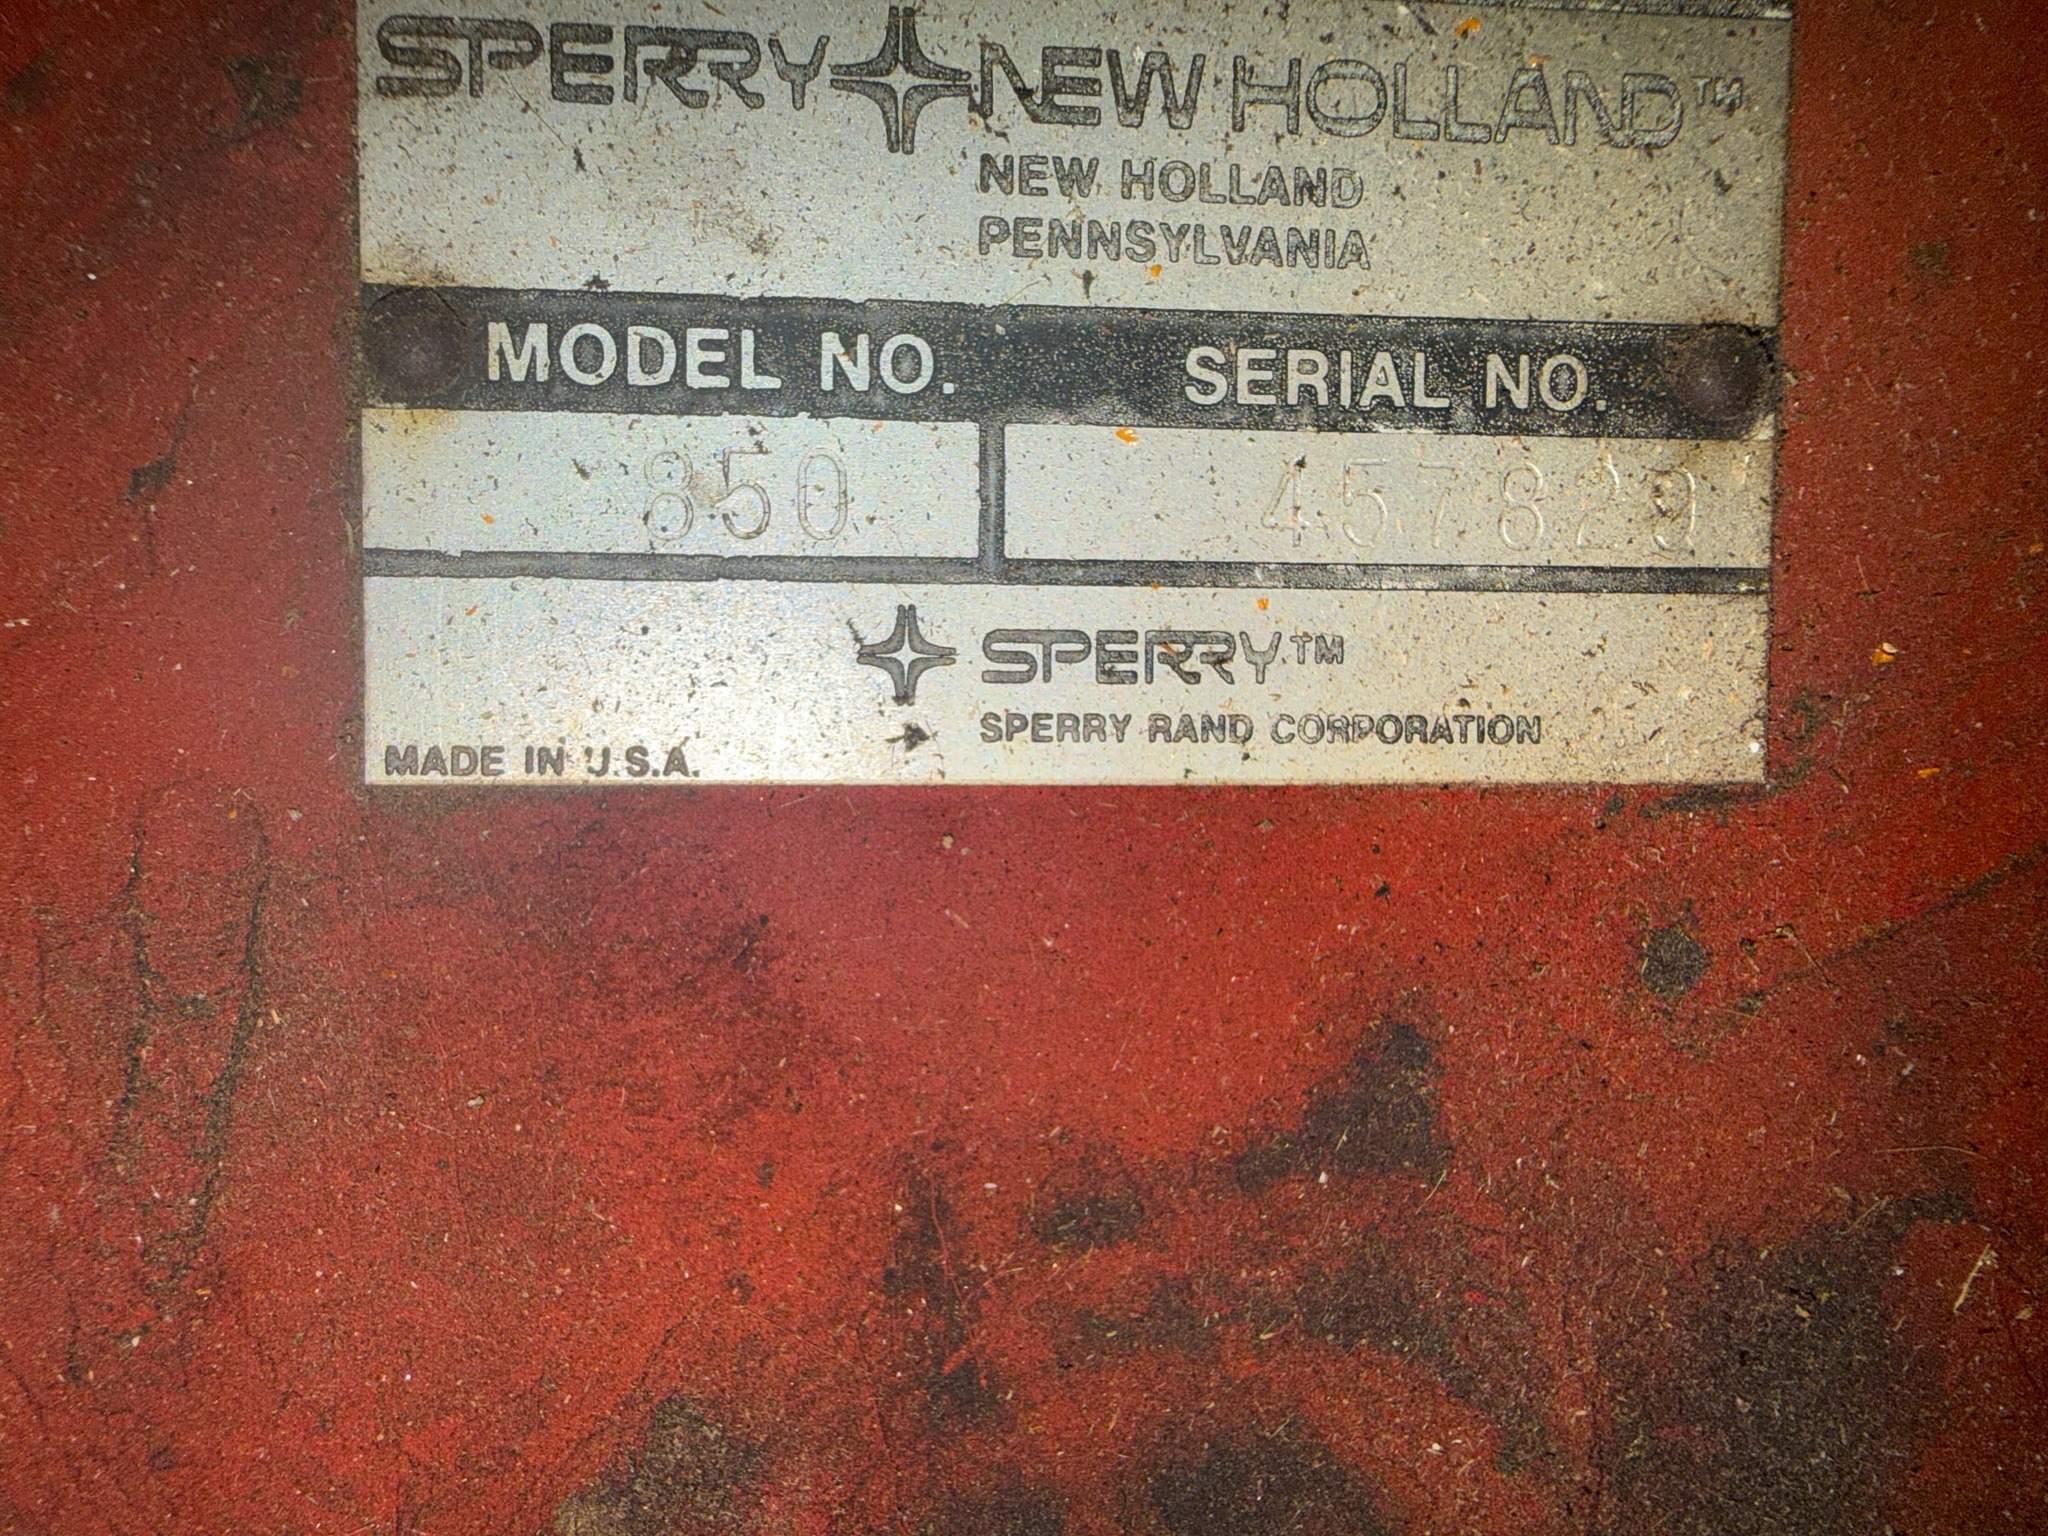 SPERRY NEW HOLLAND™
NEW HOLLAND
PENNSYLVANIA
MODEL NO. SERIAL NO.
850 457829
SPERRY™
SPERRY RAND CORPORATION
MADE IN U.S.A.